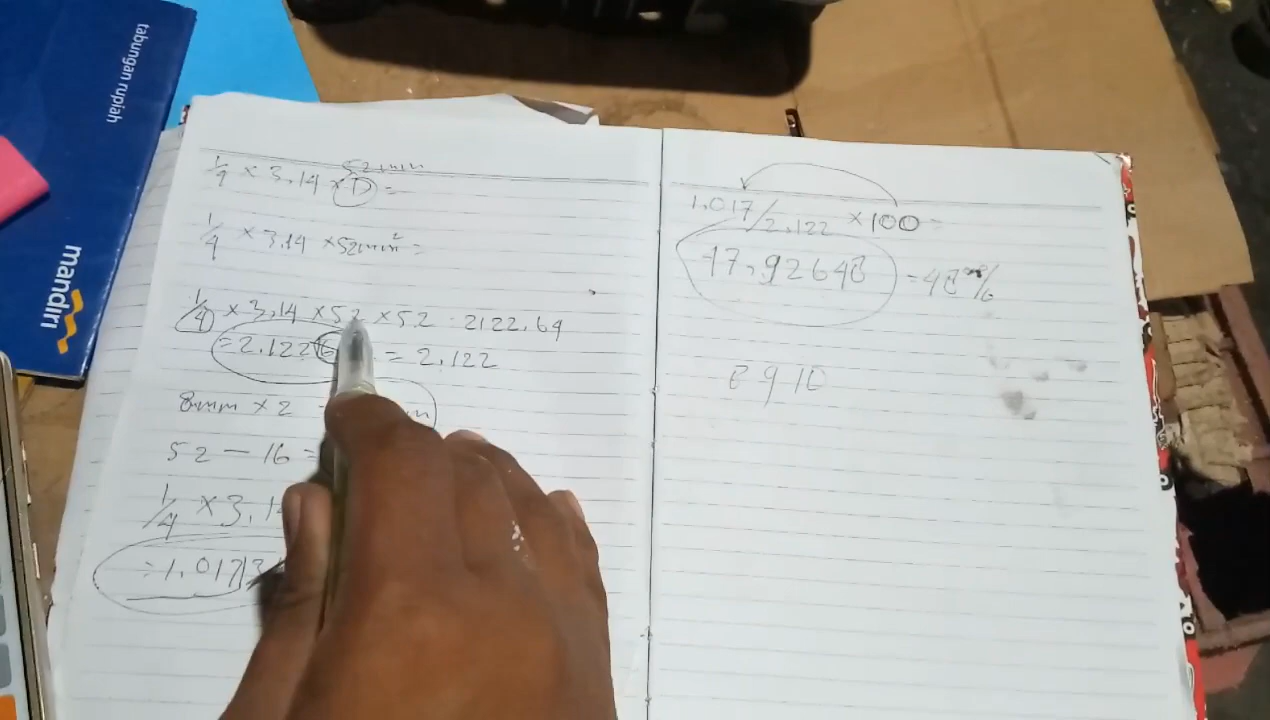 tabungan rupiah
mandiri
52mm
1/4 × 3,14 × D =
1/4 × 3,14 × 52mm² =
1/4 × 3,14 × 52 × 52 = 2122,64
= 2.122 = 2.122
8mm × 2
52 — 16 =
1/4 × 3,1
= 1.017
1.017/2.122 × 100 =
47,92648 = 48%
8 9 10